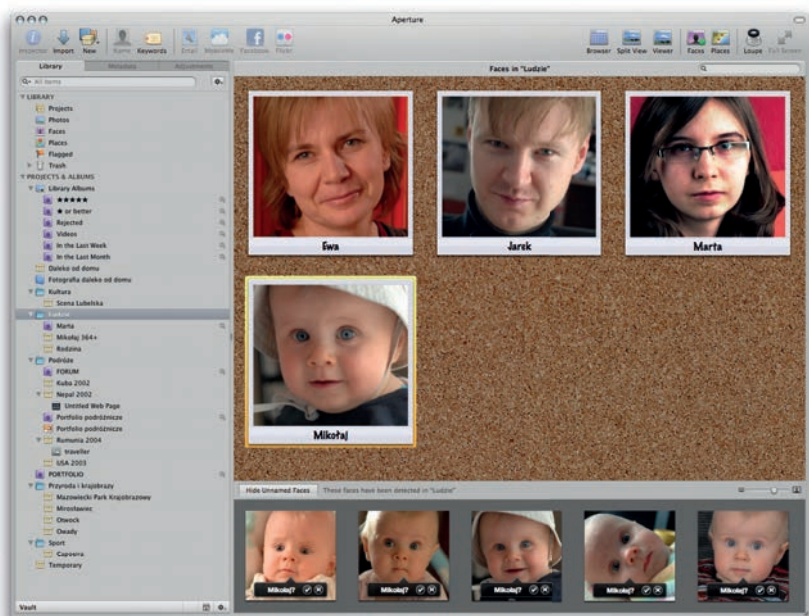 Aperture
Inspector Import New Name Keywords Email MobileMe Facebook Flickr Browser Split View Viewer Faces Places Loupe Full Screen
Library Metadata Adjustments
Faces in "Ludzie"
All Items
LIBRARY
Projects
Photos
Faces
Places
Flagged
Trash
PROJECTS & ALBUMS
Library Albums
★★★★★
★ or better
Rejected
Videos
In the Last Week
In the Last Month
Daleko od domu
Fotografia daleko od domu
Kultura
Scena Lubelska
Ludzie
Marta
Mikołaj 364+
Rodzina
Podróże
FORUM
Kuba 2002
Nepal 2002
Untitled Web Page
Portfolio podróżnicze
Portfolio podróżnicze
Rumunia 2004
traveller
USA 2003
PORTFOLIO
Przyroda i krajobrazy
Mazowiecki Park Krajobrazowy
Mirosławiec
Otwock
Owady
Sport
Capoeira
Temporary
Vault
Ewa
Jarek
Marta
Mikołaj
Hide Unnamed Faces These faces have been detected in "Ludzie"
Mikołaj? Mikołaj? Mikołaj? Mikołaj? Mikołaj?